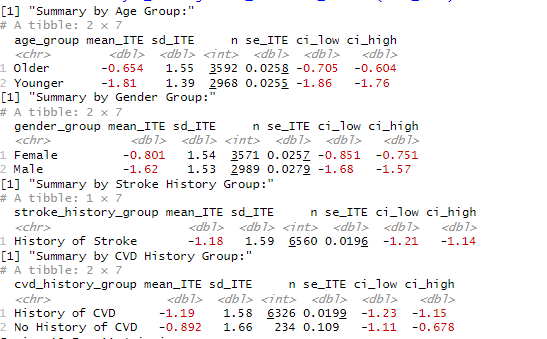 [1] "Summary by Age Group:"
# A tibble: 2 × 7
age_group mean_ITE sd_ITE n se_ITE ci_low ci_high
<chr> <dbl> <dbl> <int> <dbl> <dbl> <dbl>
1 Older -0.654 1.55 3592 0.0258 -0.705 -0.604
2 Younger -1.81 1.39 2968 0.0255 -1.86 -1.76
[1] "Summary by Gender Group:"
# A tibble: 2 × 7
gender_group mean_ITE sd_ITE n se_ITE ci_low ci_high
<chr> <dbl> <dbl> <int> <dbl> <dbl> <dbl>
1 Female -0.801 1.54 3571 0.0257 -0.851 -0.751
2 Male -1.62 1.53 2989 0.0279 -1.68 -1.57
[1] "Summary by Stroke History Group:"
# A tibble: 1 × 7
stroke_history_group mean_ITE sd_ITE n se_ITE ci_low ci_high
<chr> <dbl> <dbl> <int> <dbl> <dbl> <dbl>
1 History of Stroke -1.18 1.59 6560 0.0196 -1.21 -1.14
[1] "Summary by CVD History Group:"
# A tibble: 2 × 7
cvd_history_group mean_ITE sd_ITE n se_ITE ci_low ci_high
<chr> <dbl> <dbl> <int> <dbl> <dbl> <dbl>
1 History of CVD -1.19 1.58 6326 0.0199 -1.23 -1.15
2 No History of CVD -0.892 1.66 234 0.109 -1.11 -0.678